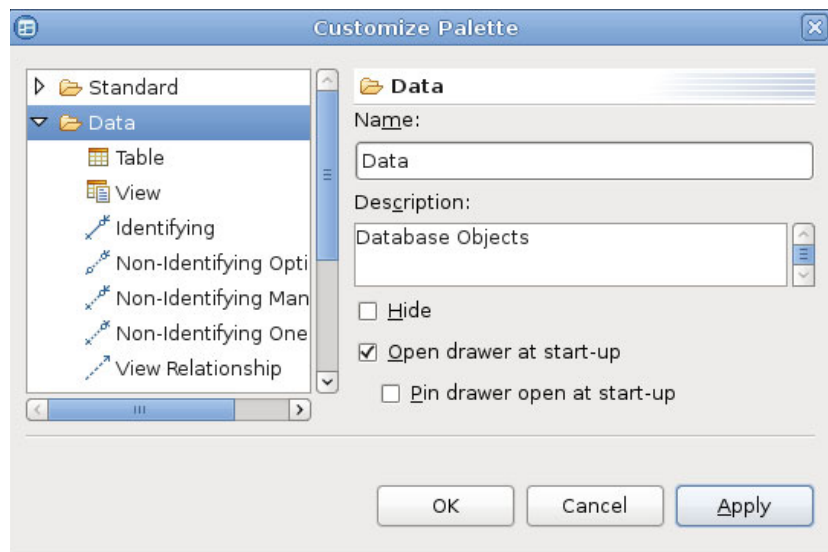 Customize Palette
Standard
Data
Table
View
Identifying
Non-Identifying Opti
Non-Identifying Man
Non-Identifying One
View Relationship
Data
Name:
Data
Description:
Database Objects
Hide
Open drawer at start-up
Pin drawer open at start-up
OK
Cancel
Apply